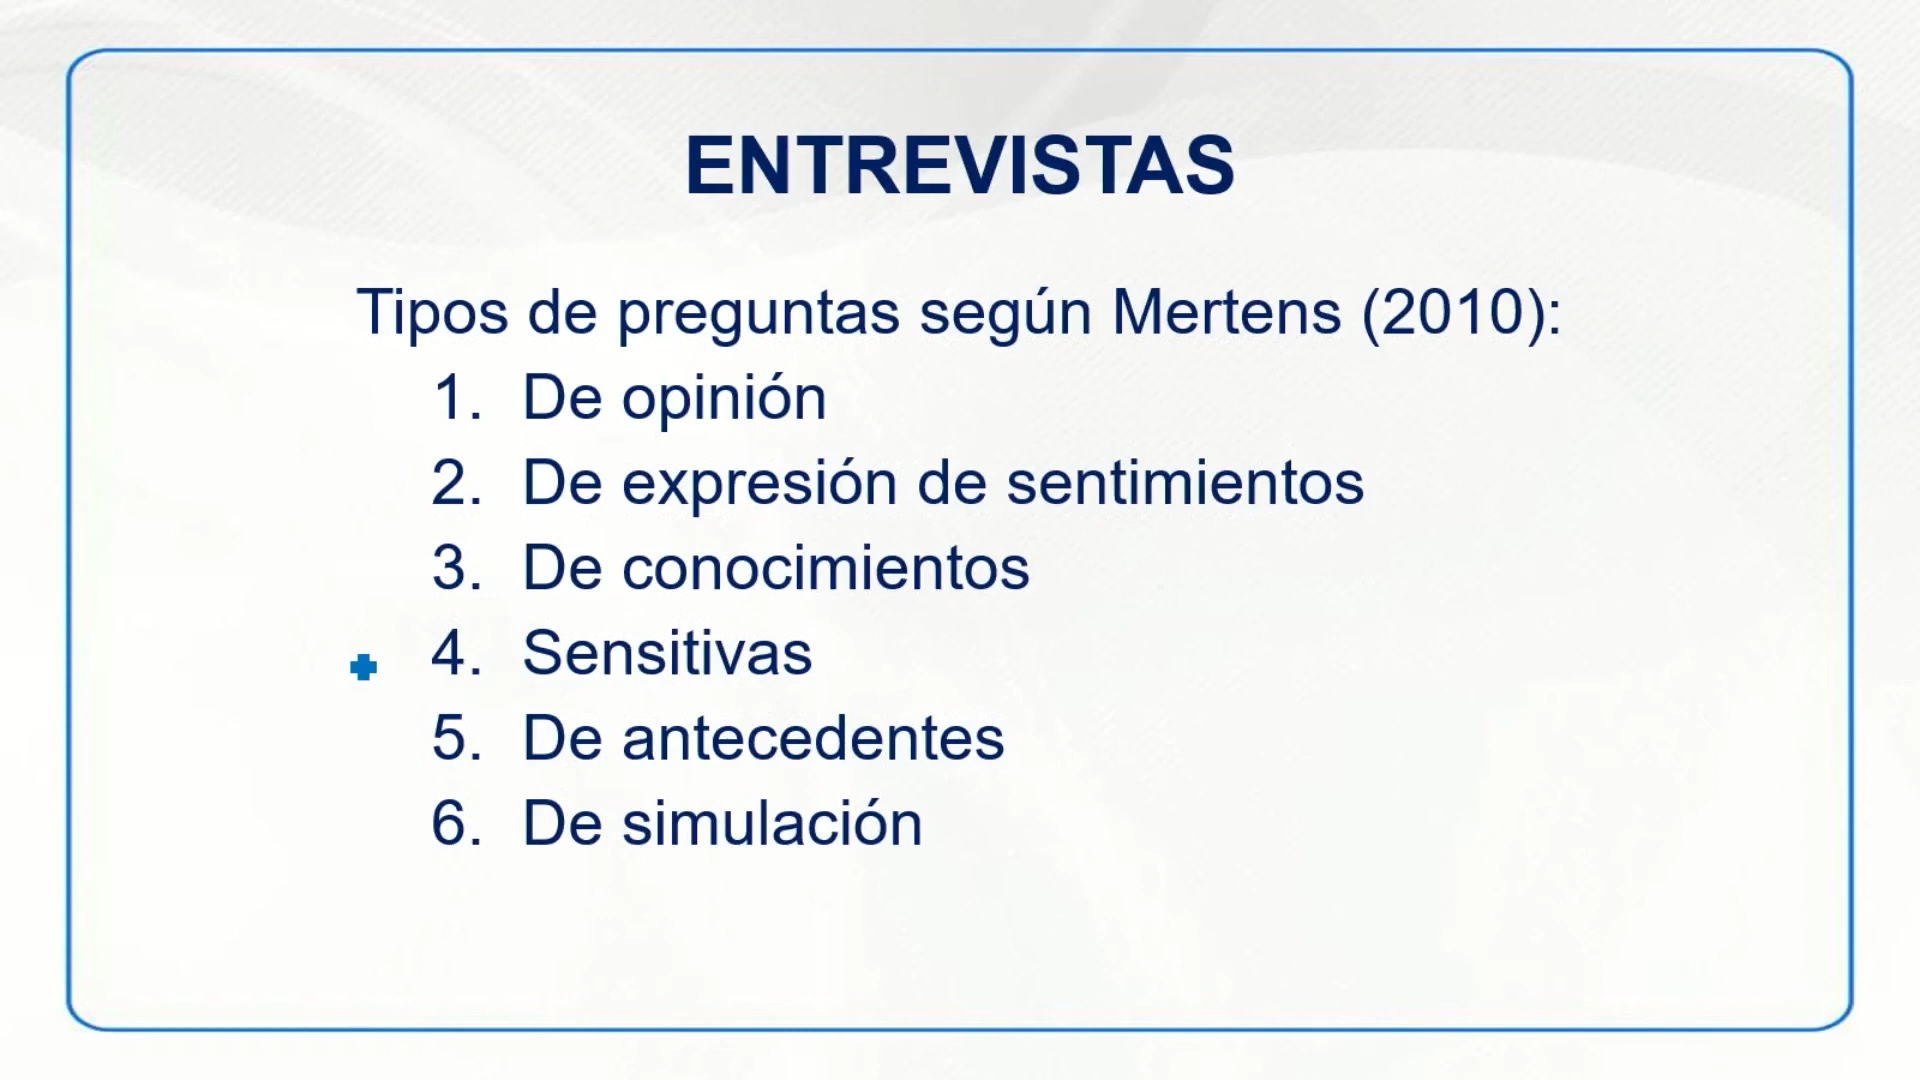 ENTREVISTAS
Tipos de preguntas según Mertens (2010):
1. De opinión
2. De expresión de sentimientos
3. De conocimientos
4. Sensitivas
5. De antecedentes
6. De simulación